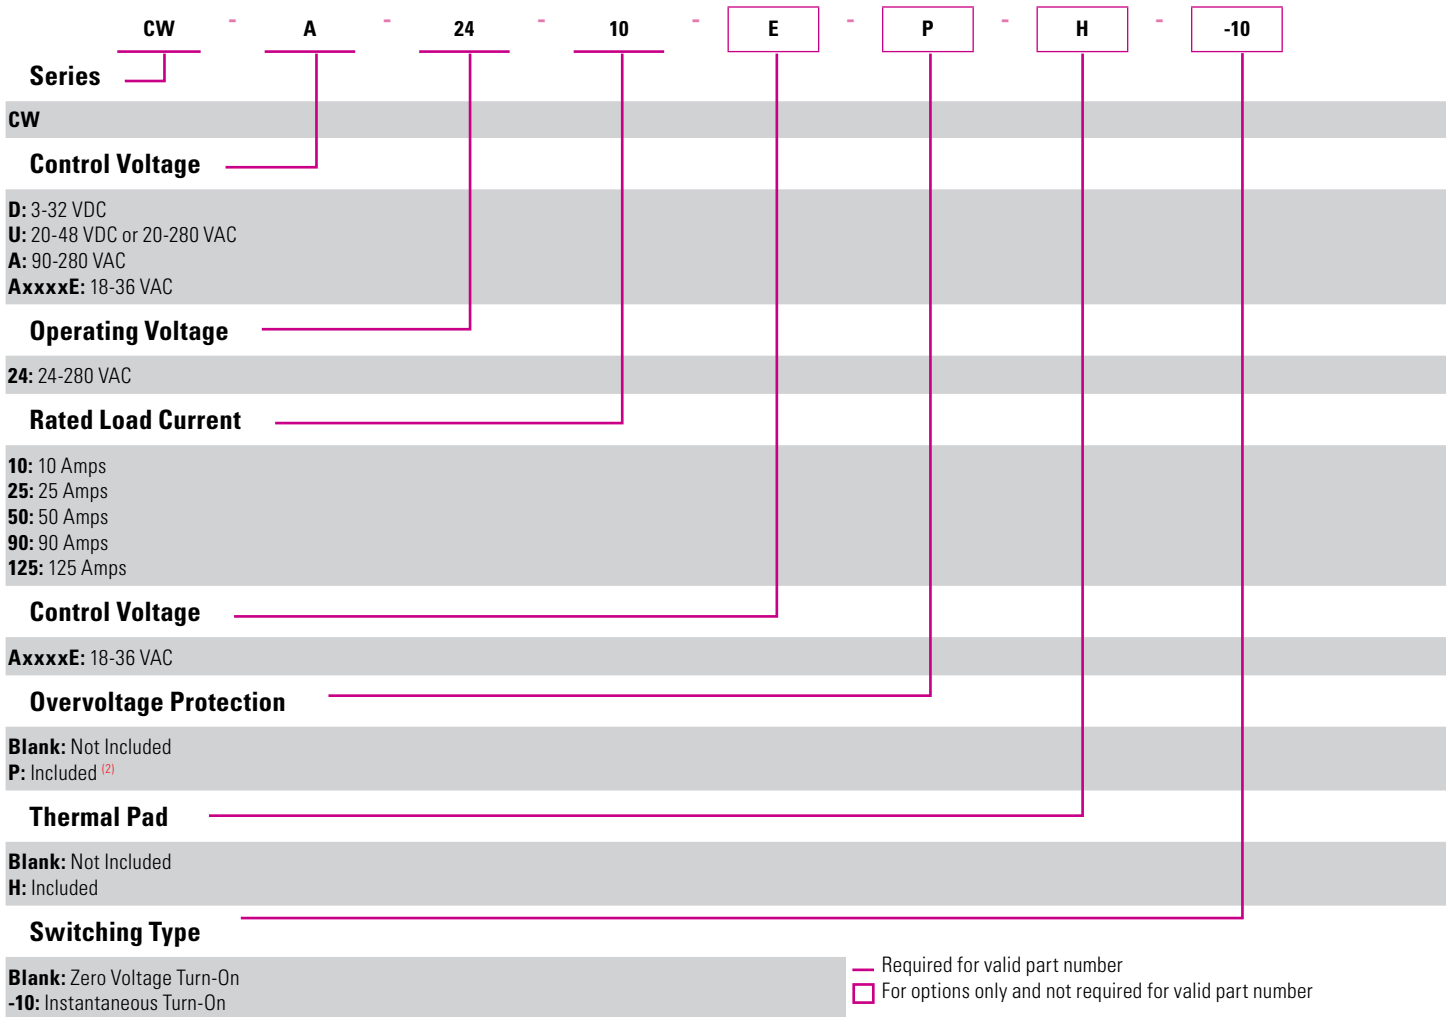 CW - A - 24 - 10 - E - P - H - -10
Series
CW
Control Voltage
D: 3-32 VDC
U: 20-48 VDC or 20-280 VAC
A: 90-280 VAC
AxxxxE: 18-36 VAC
Operating Voltage
24: 24-280 VAC
Rated Load Current
10: 10 Amps
25: 25 Amps
50: 50 Amps
90: 90 Amps
125: 125 Amps
Control Voltage
AxxxxE: 18-36 VAC
Overvoltage Protection
Blank: Not Included
P: Included (2)
Thermal Pad
Blank: Not Included
H: Included
Switching Type
Blank: Zero Voltage Turn-On
-10: Instantaneous Turn-On
Required for valid part number
For options only and not required for valid part number